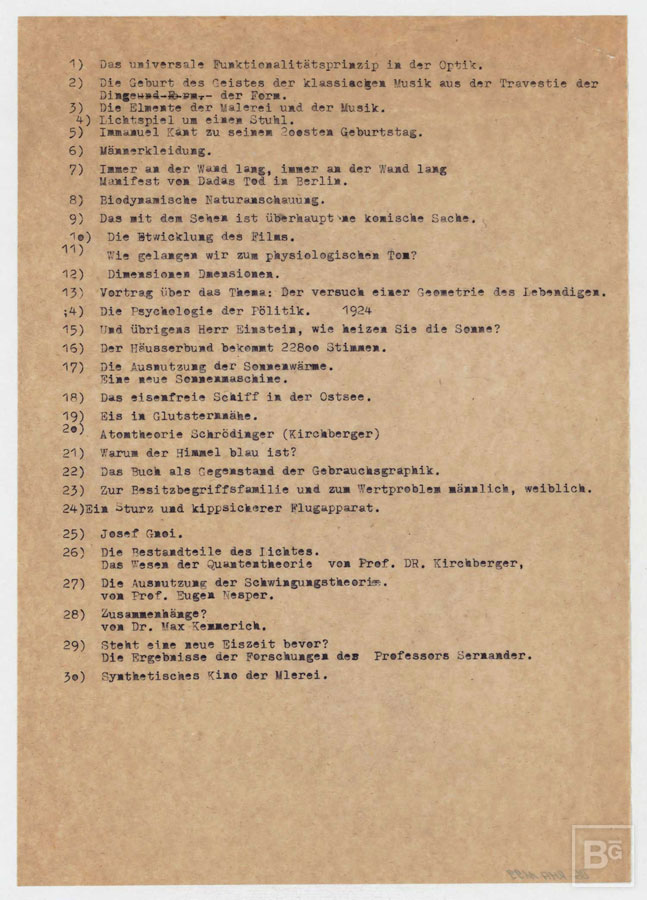 1) Das universale Funktionalitätsprinzip in der Optik.
2) Die Geburt des Geistes der klassischen Musik aus der Travestie der
Dinge und Form, der Form.
3) Die Elmente der Malerei und der Musik.
4) Lichtspiel um einen Stuhl.
5) Immanuel Kant zu seinem 2oosten Geburtstag.
6) Männerkleidung.
7) Immer an der Wand lang, immer an der Wand lang
Manifest von Dadas Tod in Berlin.
8) Biodynamische Naturanschauung.
9) Das mit dem Sehen ist überhaupt ne komische Sache.
1o) Die Etwicklung des Films.
11) Wie gelangen wir zum physiologischen Ton?
12) Dimensionen Dmensionen.
13) Vortrag über das Thema: Der versuch einer Geometrie des Lebendigen.
;4) Die Psychologie der Pölitik. 1924
15) Und übrigens Herr Einstein, wie heizen Sie die Sonne?
16) Der Häusserbund bekommt 228oo Stimmen.
17) Die Ausnutzung der Sonnenwärme.
Eine neue Sonnenmaschine.
18) Das eisenfreie Schiff in der Ostsee.
19) Eis in Glutsternnähe.
2o) Atomtheorie Schrödinger (Kirchberger)
21) Warum der Himmel blau ist?
22) Das Buch als Gegenstand der Gebrauchsgraphik.
23) Zur Besitzbegriffsfamilie und zum Wertproblem männlich, weiblich.
24)Ein Sturz und kippsicherer Flugapparat.
25) Josef Gnoi.
26) Die Bestandteile des Lichtes.
Das Wesen der Quantentheorie von Prof. DR. Kirchberger,
27) Die Ausnutzung der Schwingungstheorie.
von Prof. Eugen Nesper.
28) Zusammenhänge?
von Dr. Max Kemmerich.
29) Steht eine neue Eiszeit bevor?
Die Ergebnisse der Forschungen des Professors Sernander.
3o) Synthetisches Kino der Mlerei.
BG